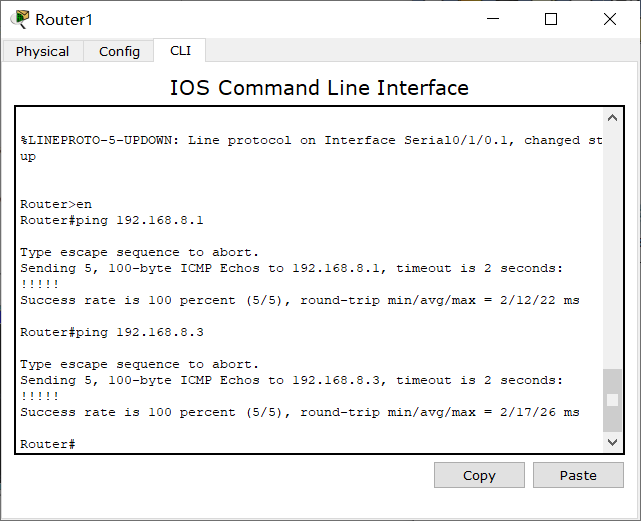 Router1
Physical Config CLI
IOS Command Line Interface
%LINEPROTO-5-UPDOWN: Line protocol on Interface Serial0/1/0.1, changed st
up
Router>en
Router#ping 192.168.8.1
Type escape sequence to abort.
Sending 5, 100-byte ICMP Echos to 192.168.8.1, timeout is 2 seconds:
!!!!!
Success rate is 100 percent (5/5), round-trip min/avg/max = 2/12/22 ms
Router#ping 192.168.8.3
Type escape sequence to abort.
Sending 5, 100-byte ICMP Echos to 192.168.8.3, timeout is 2 seconds:
!!!!!
Success rate is 100 percent (5/5), round-trip min/avg/max = 2/17/26 ms
Router#
Copy Paste